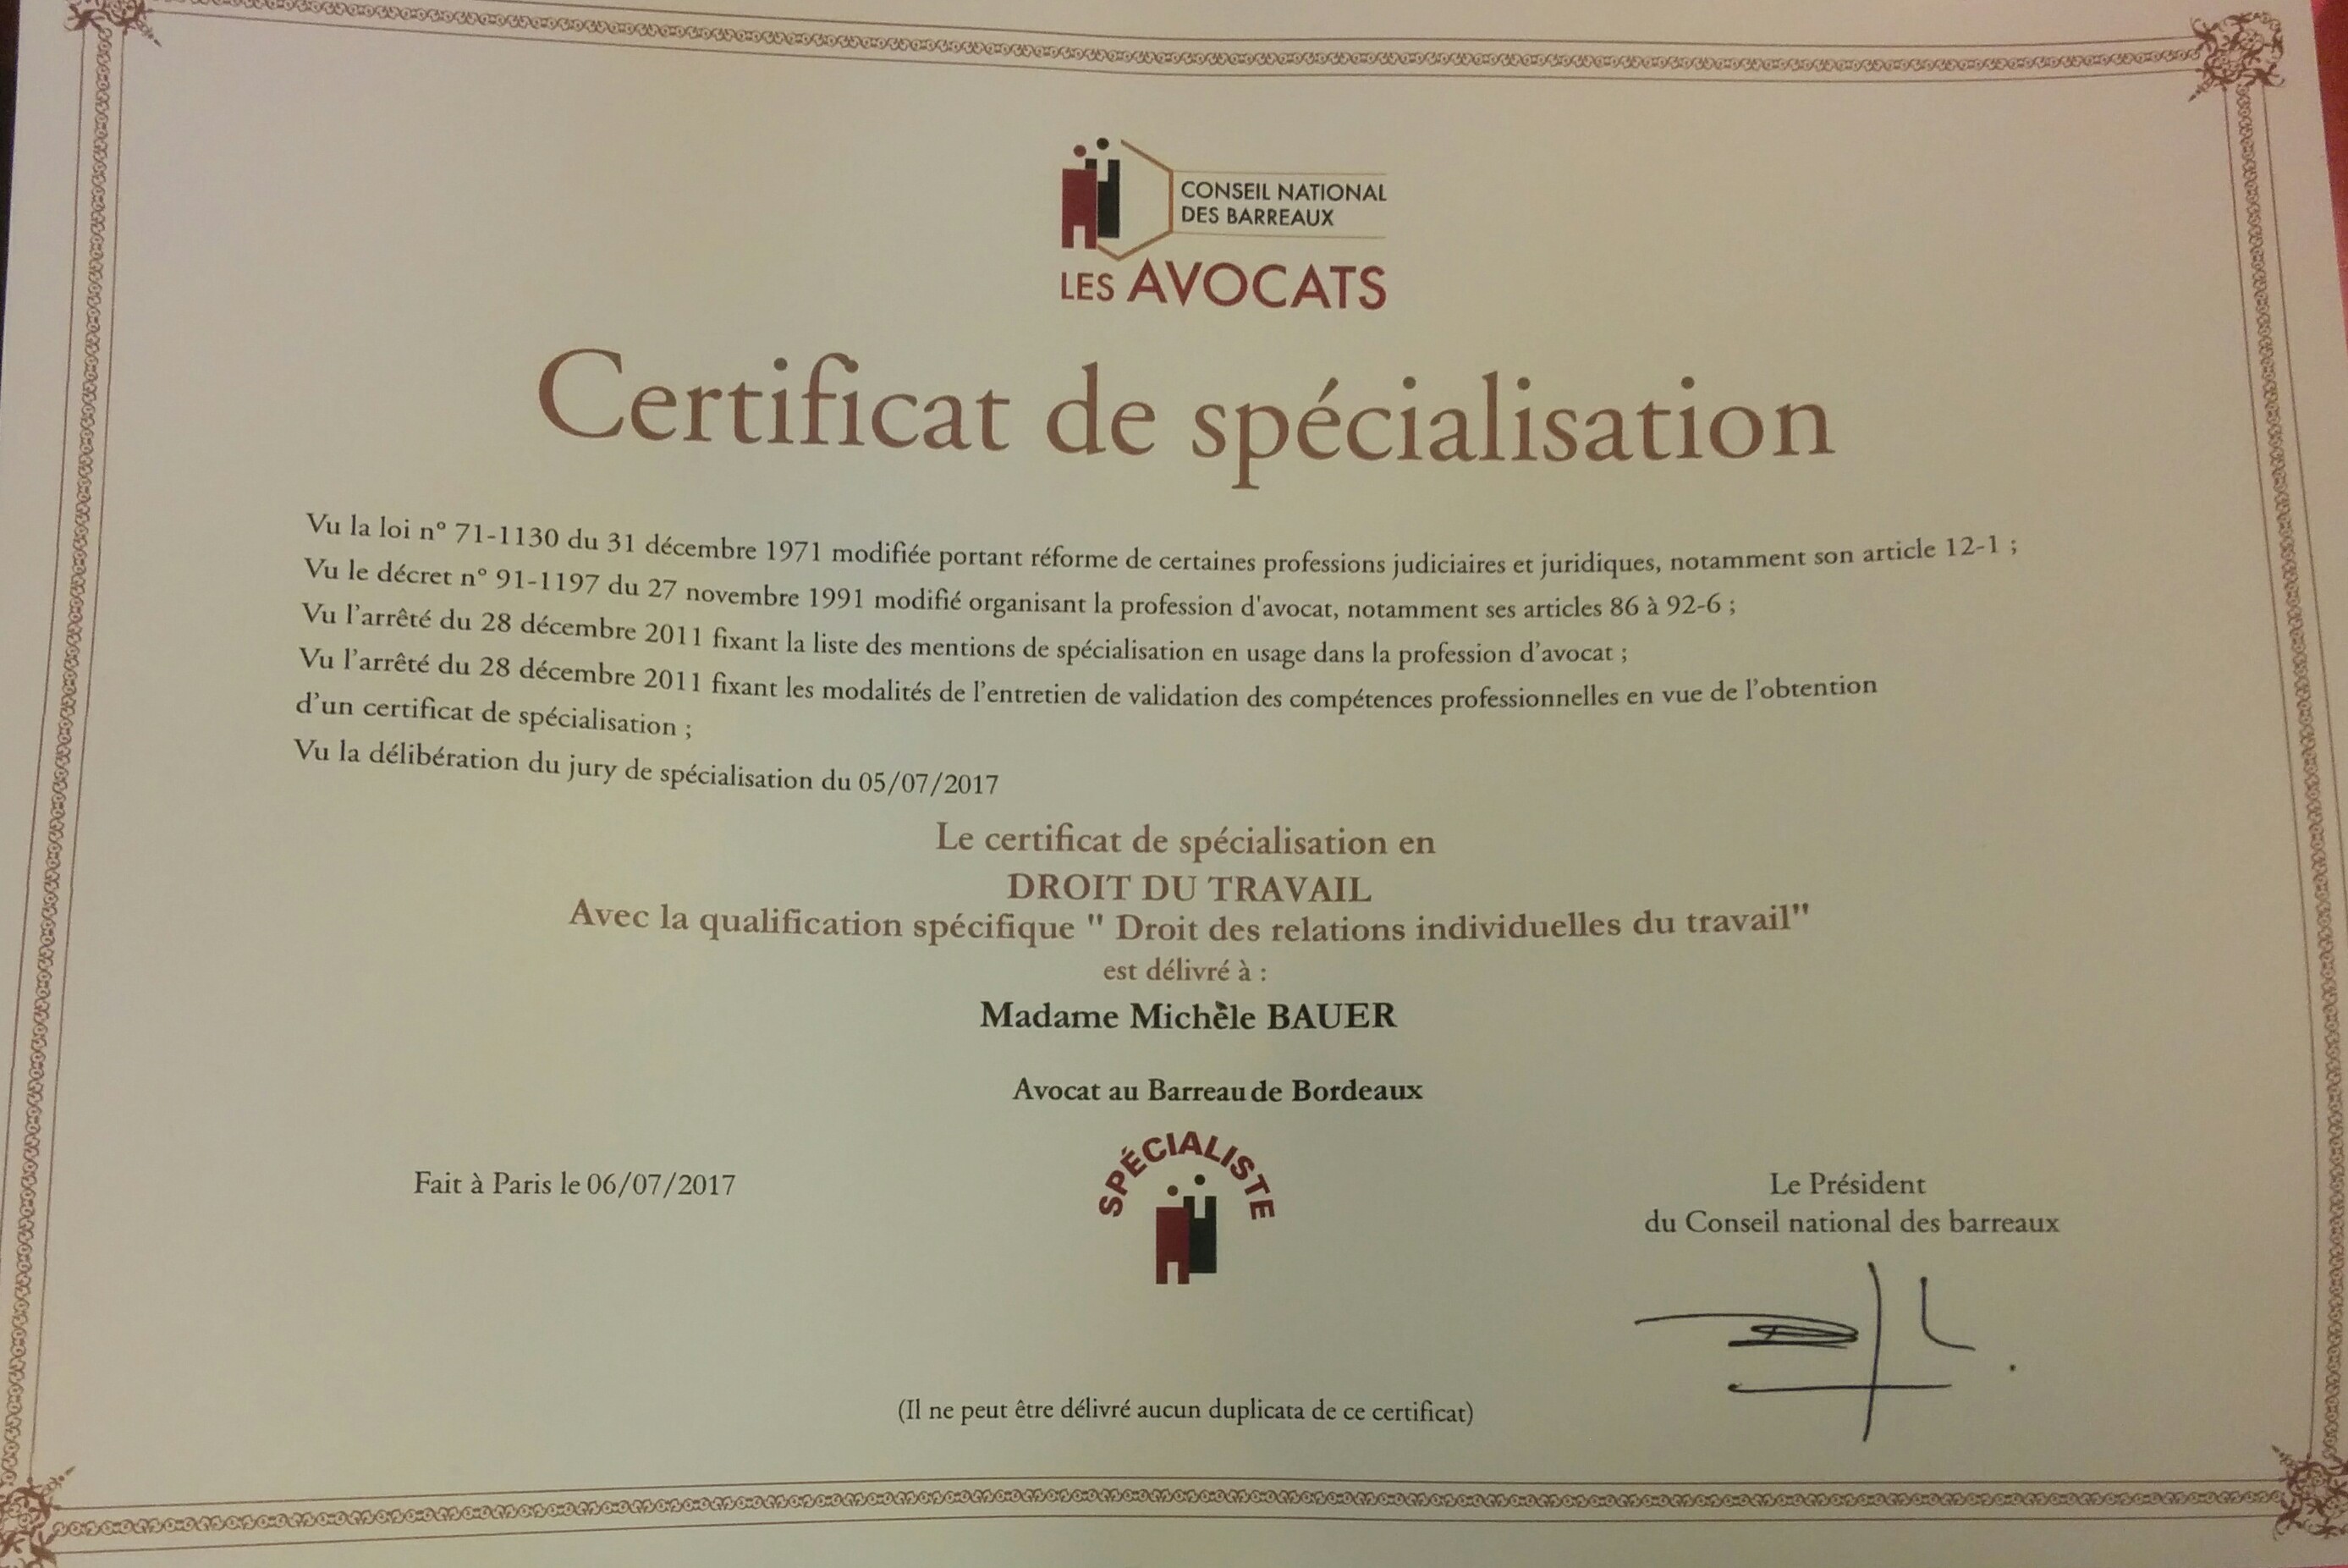 CONSEIL NATIONAL
DES BARREAUX
LES AVOCATS
Certificat de spécialisation
Vu la loi n° 71-1130 du 31 décembre 1971 modifiée portant réforme de certaines professions judiciaires et juridiques, notamment son article 12-1 ;
Vu le décret n° 91-1197 du 27 novembre 1991 modifié organisant la profession d'avocat, notamment ses articles 86 à 92-6 ;
Vu l'arrêté du 28 décembre 2011 fixant la liste des mentions de spécialisation en usage dans la profession d'avocat ;
Vu l'arrêté du 28 décembre 2011 fixant les modalités de l'entretien de validation des compétences professionnelles en vue de l'obtention
d'un certificat de spécialisation ;
Vu la délibération du jury de spécialisation du 05/07/2017
Le certificat de spécialisation en
DROIT DU TRAVAIL
Avec la qualification spécifique " Droit des relations individuelles du travail"
est délivré à :
Madame Michèle BAUER
Avocat au Barreau de Bordeaux
SPÉCIALISTE
Fait à Paris le 06/07/2017
Le Président
du Conseil national des barreaux
(Il ne peut être délivré aucun duplicata de ce certificat)